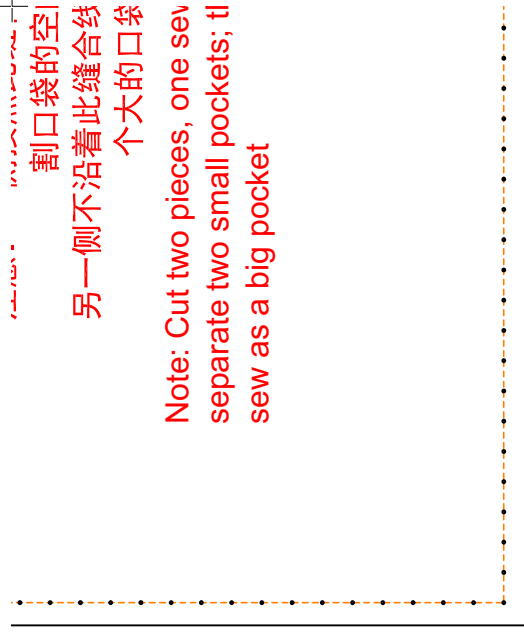 割口袋的空
另一侧不沿着此缝合线
个大的口袋
Note: Cut two pieces, one
separate two small pockets;
sew as a big pocket